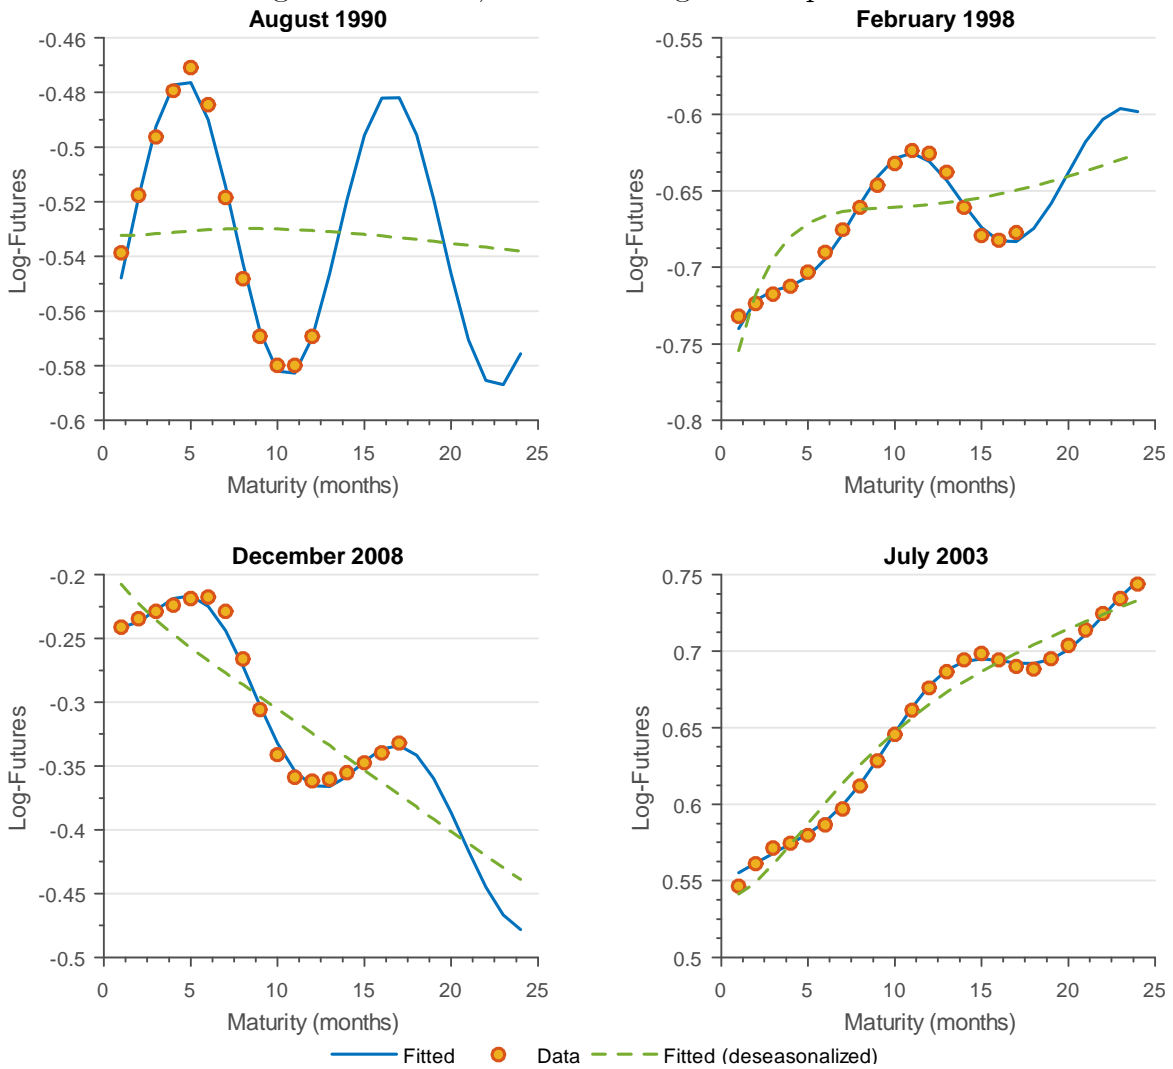 August 1990
February 1998
-0.46
-0.48
-0.5
-0.52
-0.54
-0.56
-0.58
-0.6
Log-Futures
0 5 10 15 20 25
Maturity (months)
-0.55
-0.6
-0.65
-0.7
-0.75
-0.8
Log-Futures
0 5 10 15 20 25
Maturity (months)
December 2008
July 2003
-0.2
-0.25
-0.3
-0.35
-0.4
-0.45
-0.5
Log-Futures
0 5 10 15 20 25
Maturity (months)
0.75
0.7
0.65
0.6
0.55
0.5
Log-Futures
0 5 10 15 20 25
Maturity (months)
Fitted Data Fitted (deseasonalized)